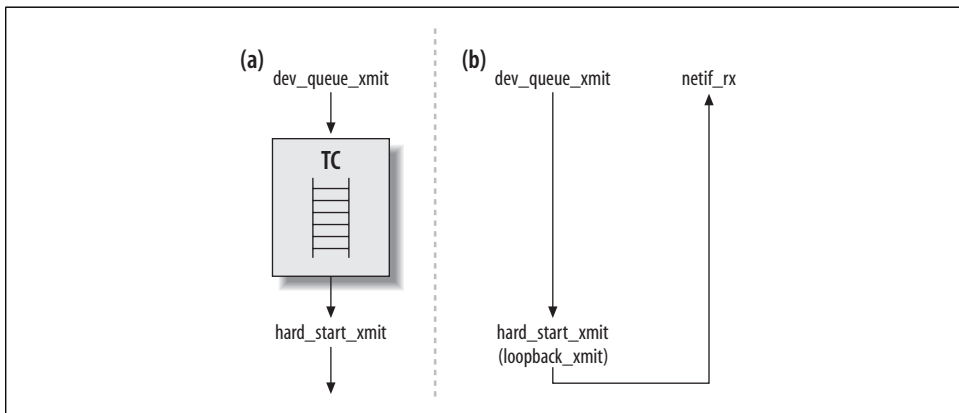 (a)
dev_queue_xmit
TC
hard_start_xmit
(b)
dev_queue_xmit
netif_rx
hard_start_xmit
(loopback_xmit)